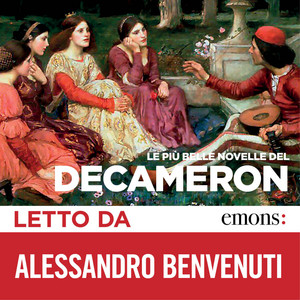 LE PIÙ BELLE NOVELLE DEL
DECAMERON
LETTO DA
emons:
ALESSANDRO BENVENUTI